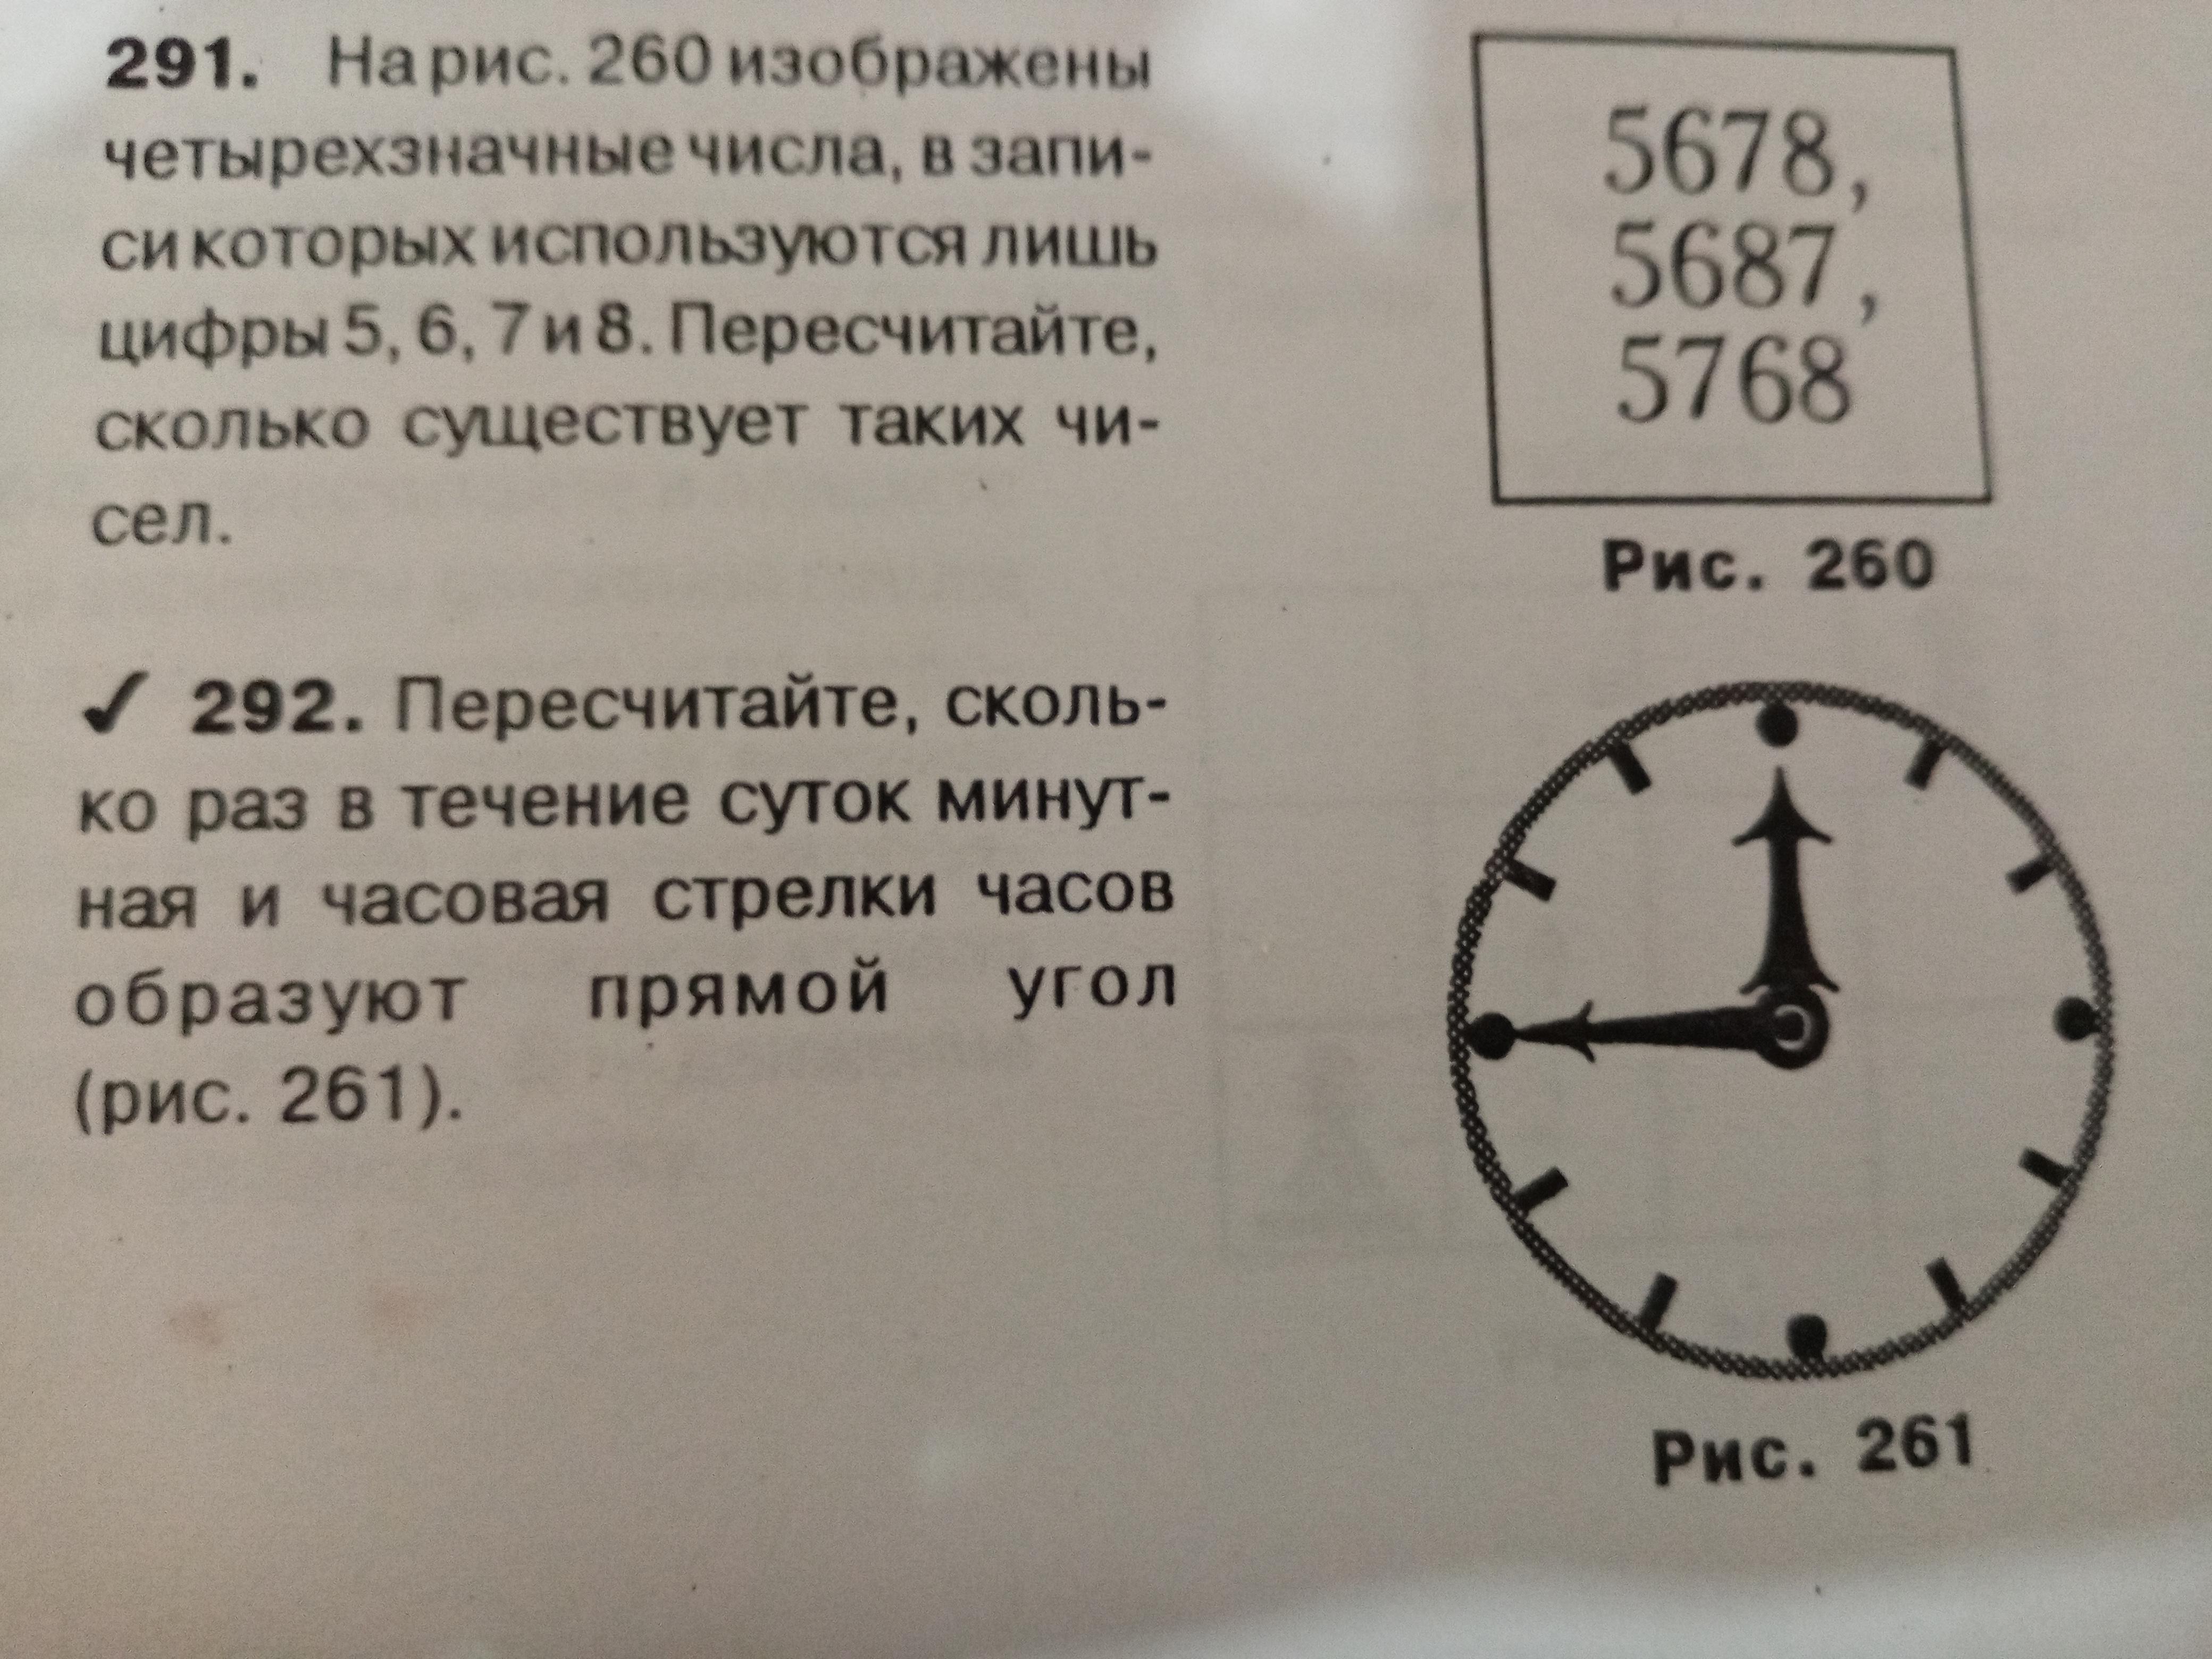 291. На рис. 260 изображены
четырехзначные числа, в запи-
си которых используются лишь
цифры 5, 6, 7 и 8. Пересчитайте,
сколько существует таких чи-
сел.
5678,
5687,
5768
Рис. 260
✓ 292. Пересчитайте, сколь-
ко раз в течение суток минут-
ная и часовая стрелки часов
образуют прямой угол
(рис. 261).
Рис. 261